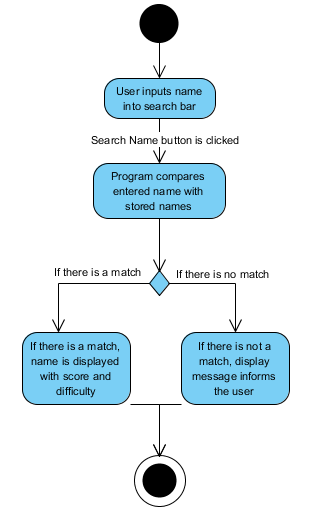 User inputs name
into search bar
Search Name button is clicked
Program compares
entered name with
stored names
If there is a match
If there is no match
If there is a match,
name is displayed
with score and
difficulty
If there is not a
match, display
message informs
the user